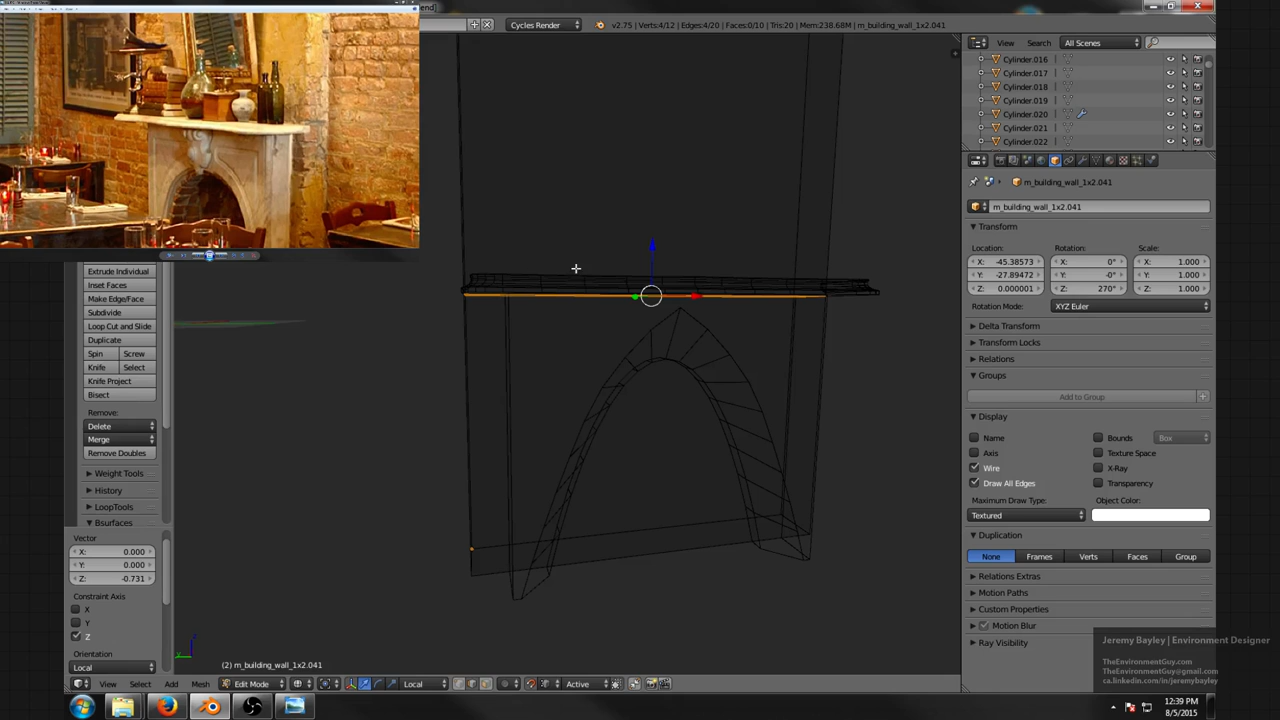 end]
Cycles Render
v2.75 | Verts:4/12 | Edges:4/20 | Faces:0/10 | Tris:20 | Mem:238.68M | m_building_wall_1x2.041
View Search All Scenes
Cylinder.016
Cylinder.017
Cylinder.018
Cylinder.019
Cylinder.020
Cylinder.021
Cylinder.022
m_building_wall_1x2.041
m_building_wall_1x2.041
Transform
Location: Rotation: Scale:
X: -45.38573 X: 0° X: 1.000
Y: -27.89472 Y: -0° Y: 1.000
Z: 0.000001 Z: 270° Z: 1.000
Rotation Mode: XYZ Euler
Delta Transform
Transform Locks
Relations
Groups
Add to Group
Display
Name Bounds Box
Axis Texture Space
Wire X-Ray
Draw All Edges Transparency
Maximum Draw Type: Object Color:
Textured
Duplication
None Frames Verts Faces Group
Relations Extras
Motion Paths
Custom Properties
Motion Blur
Ray Visibility
Extrude Individual
Inset Faces
Make Edge/Face
Subdivide
Loop Cut and Slide
Duplicate
Spin Screw
Knife Select
Knife Project
Bisect
Remove:
Delete
Merge
Remove Doubles
Weight Tools
History
LoopTools
Bsurfaces
Vector
X: 0.000
Y: 0.000
Z: -0.731
Constraint Axis
X
Y
Z
Orientation
Local
z
y
(2) m_building_wall_1x2.041
View Select Add Mesh Edit Mode Local Active
Jeremy Bayley | Environment Designer
TheEnvironmentGuy.com
TheEnvironmentGuy@gmail.com
ca.linkedin.com/in/jeremybayley
12:39 PM
8/5/2015